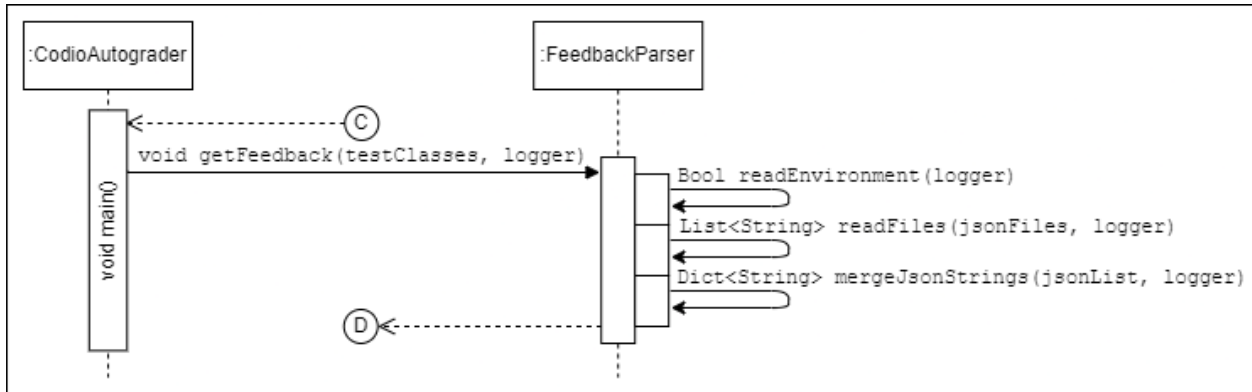 :CodioAutograder
:FeedbackParser
C
void getFeedback(testClasses, logger)
Bool readEnvironment(logger)
void main()
List<String> readFiles(jsonFiles, logger)
Dict<String> mergeJsonStrings(jsonList, logger)
D